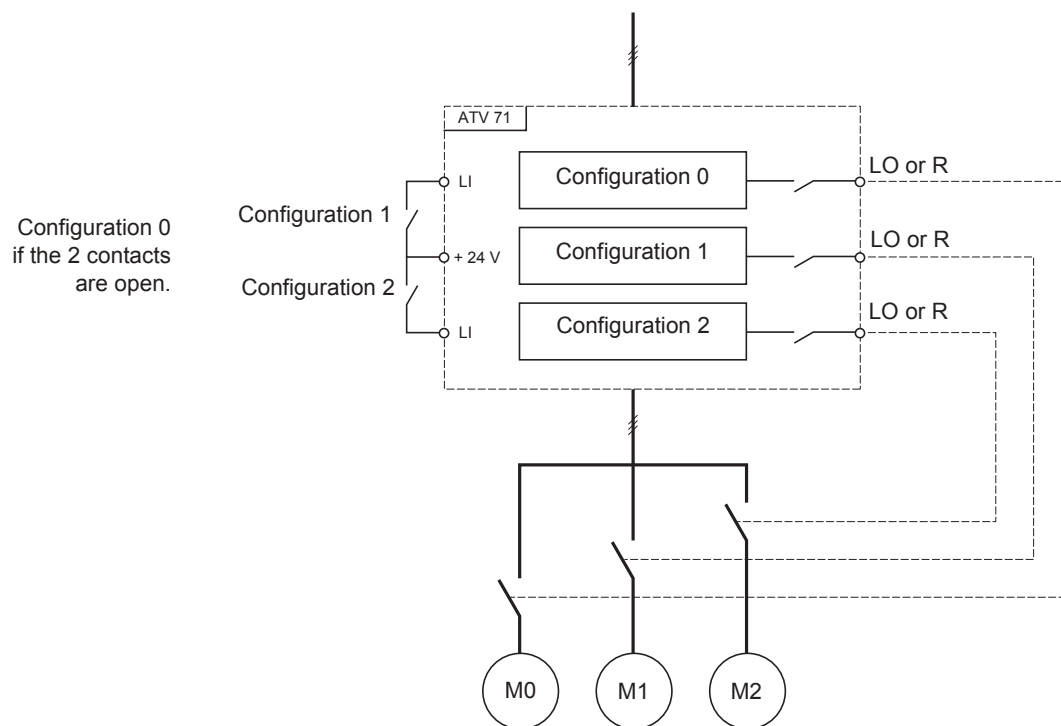 ATV 71
Configuration 0
LO or R
LI
Configuration 1
Configuration 0
if the 2 contacts
are open.
+ 24 V
Configuration 1
LO or R
Configuration 2
LI
Configuration 2
LO or R
M0
M1
M2